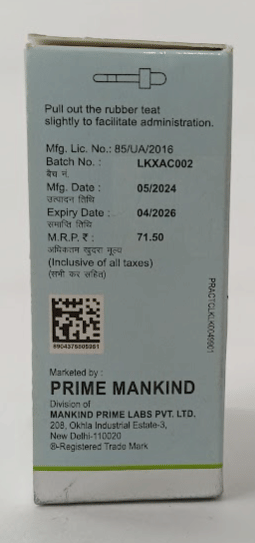 Pull out the rubber teat
slightly to facilitate administration.
Mfg. Lic. No.: 85/UA/2016
Batch No. : LKXAC002
बैच नं.
Mfg. Date : 05/2024
उत्पादन तिथि
Expiry Date : 04/2026
समाप्ति तिथि
M.R.P. ₹ : 71.50
अधिकतम खुदरा मूल्य
(Inclusive of all taxes)
(सभी कर सहित)
Marketed by :
PRIME MANKIND
Division of
MANKIND PRIME LABS PVT. LTD.
208, Okhla Industrial Estate-3,
New Delhi-110020
®-Registered Trade Mark